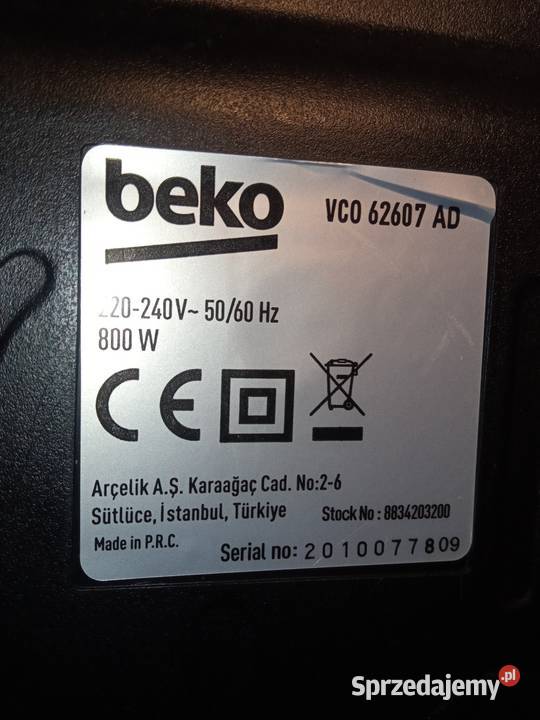 beko
VCO 62607 AD
220-240V~ 50/60 Hz
800 W
CE
Arçelik A.Ş. Karaağaç Cad. No:2-6
Sütlüce, İstanbul, Türkiye
Stock No : 8834203200
Made in P.R.C.
Serial no: 2010077809
Sprzedajemy.pl